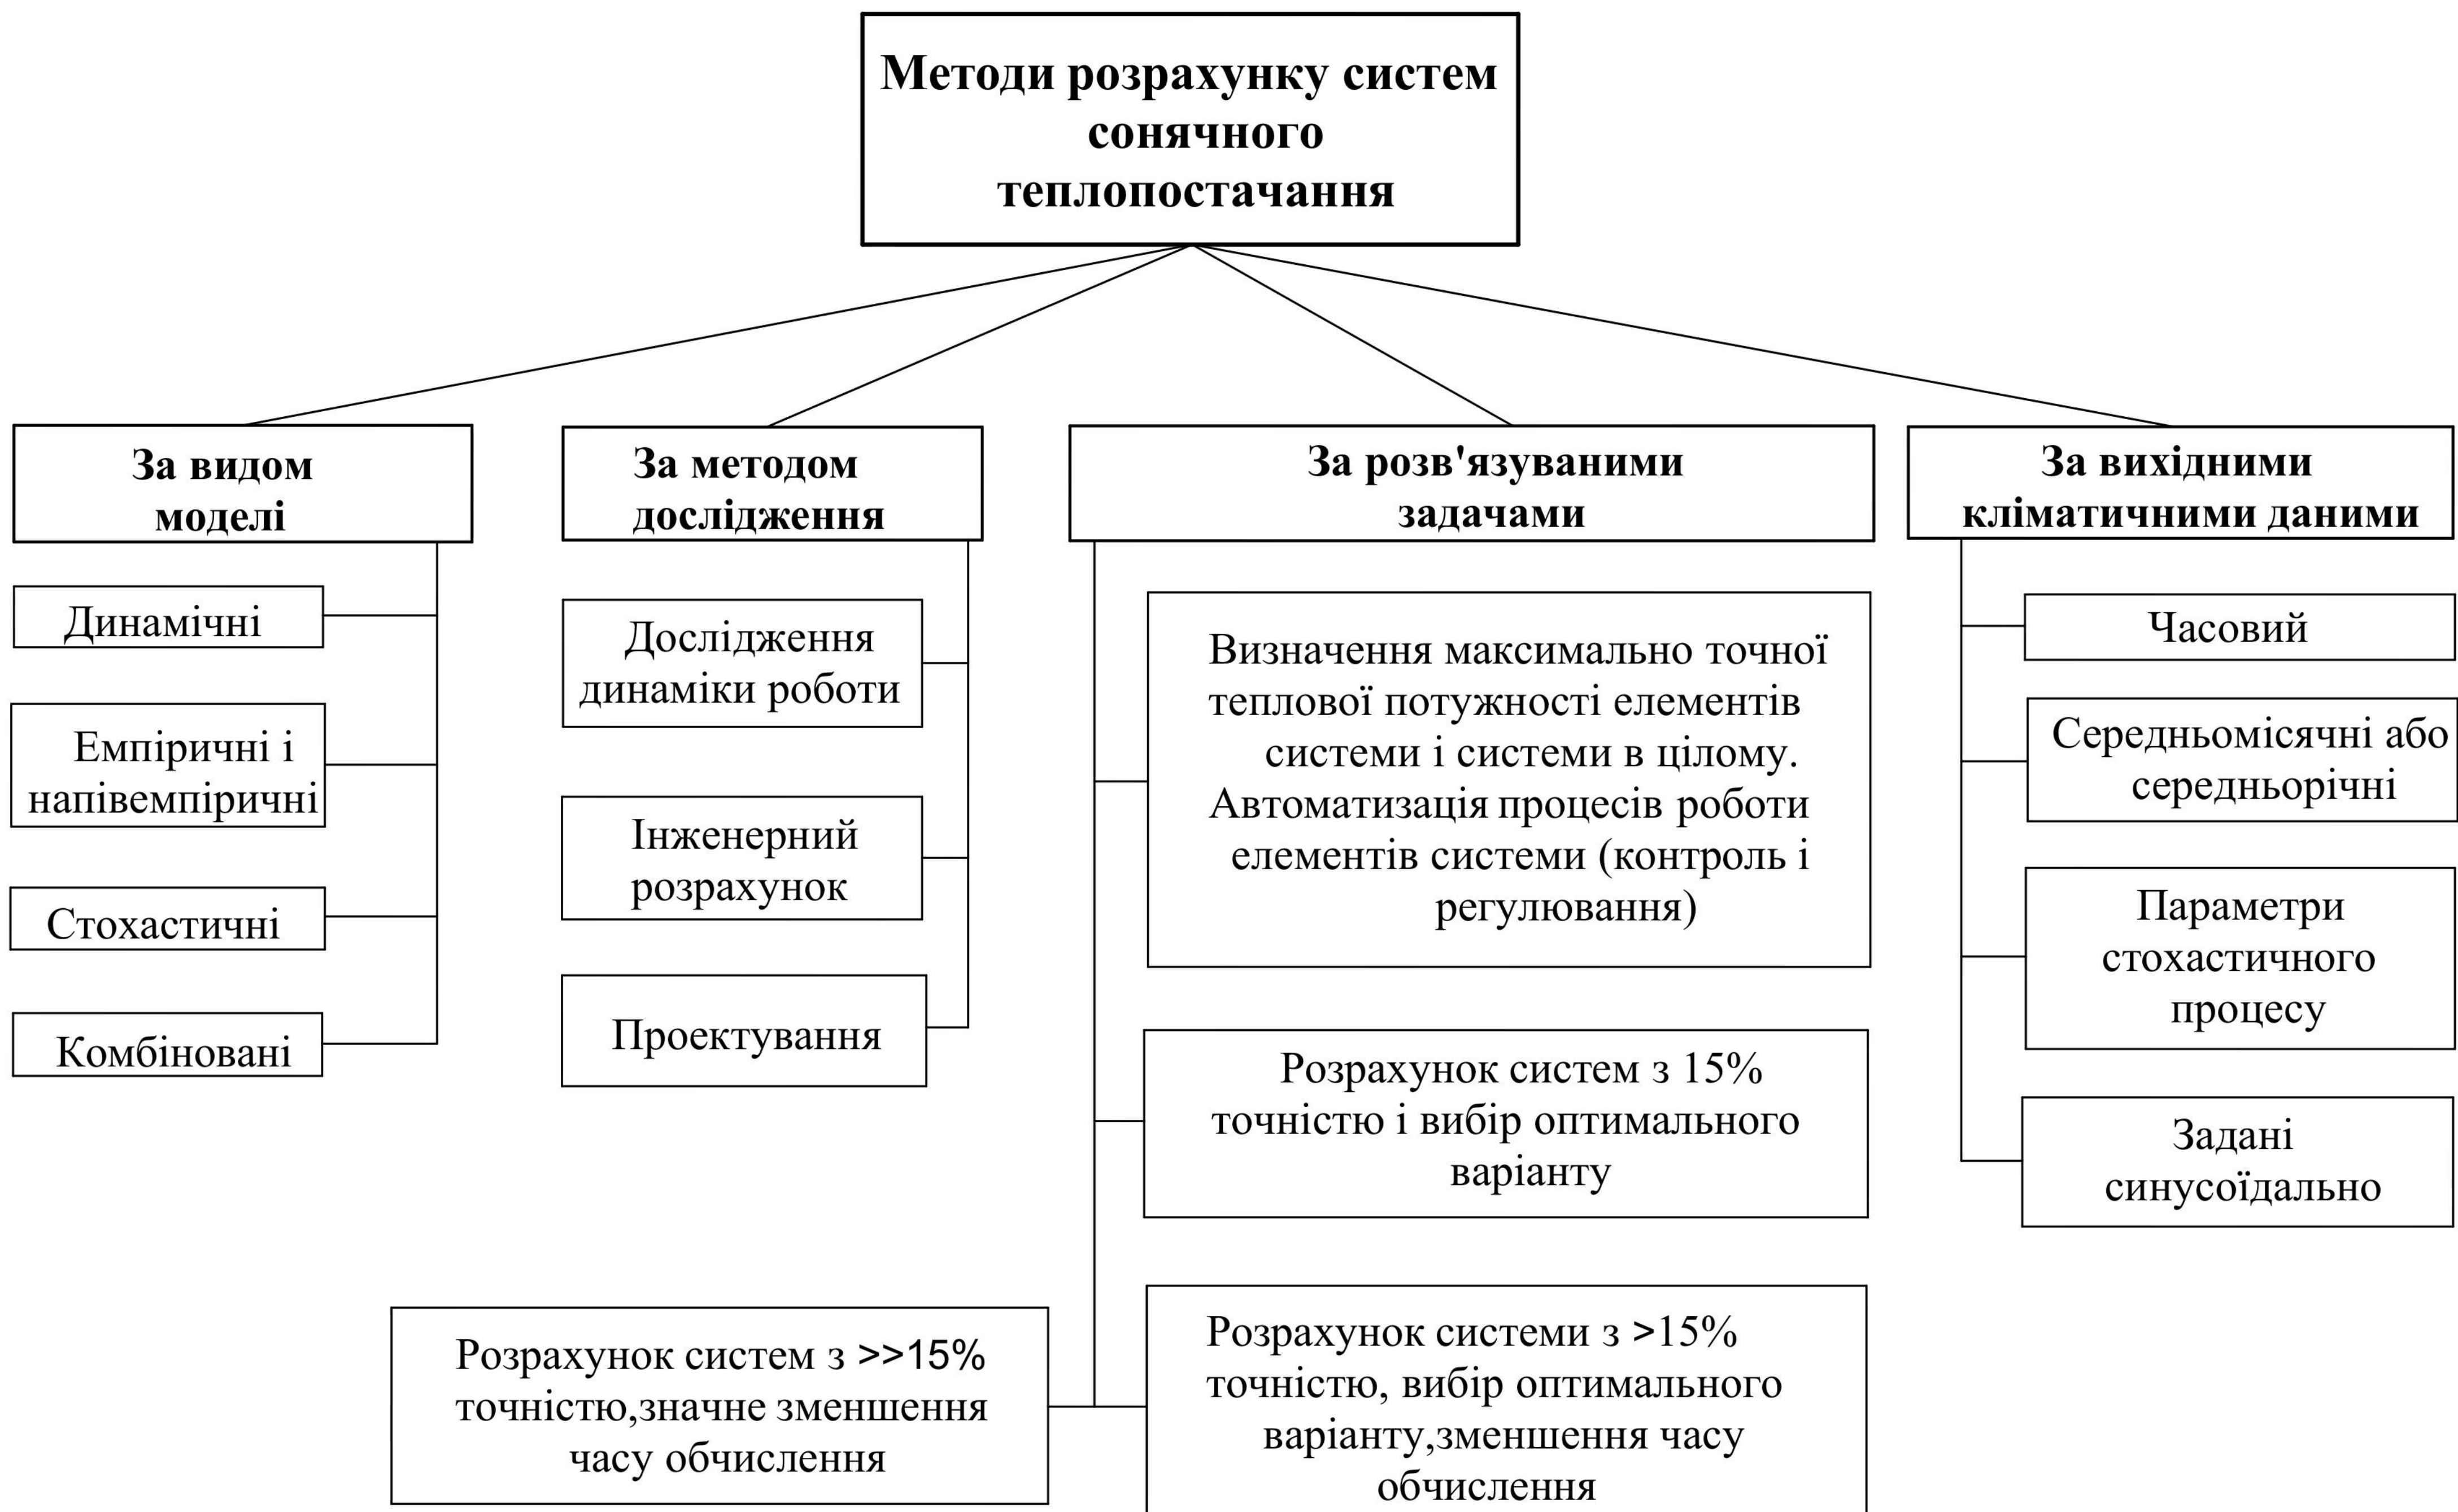 Методи розрахунку систем
сонячного
теплопостачання
За видом
моделі
Динамічні
Емпіричні і
напівемпіричні
Стохастичні
Комбіновані
За методом
дослідження
Дослідження
динаміки роботи
Інженерний
розрахунок
Проектування
За розв'язуваними
задачами
Визначення максимально точної
теплової потужності елементів
системи і системи в цілому.
Автоматизація процесів роботи
елементів системи (контроль і
регулювання)
Розрахунок систем з 15%
точністю і вибір оптимального
варіанту
Розрахунок системи з >15%
точністю, вибір оптимального
варіанту,зменшення часу
обчислення
Розрахунок систем з >>15%
точністю,значне зменшення
часу обчислення
За вихідними
кліматичними даними
Часовий
Середньомісячні або
середньорічні
Параметри
стохастичного
процесу
Задані
синусоїдально